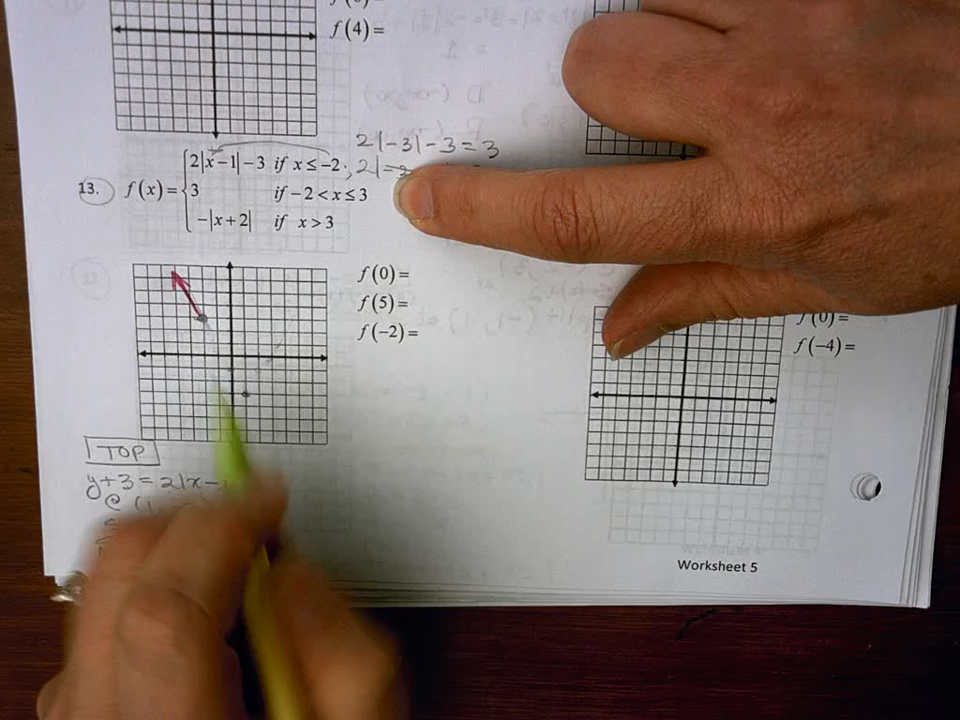 f(4)=
2|-3|-3=3
2|x-1|-3 if x≤-2
13. f(x)= 3 if -2<x≤3
-|x+2| if x>3
f(0)=
f(5)=
f(-2)=
f(0)=
f(-4)=
TOP
y+3=2|x-
@ (1,
Worksheet 5